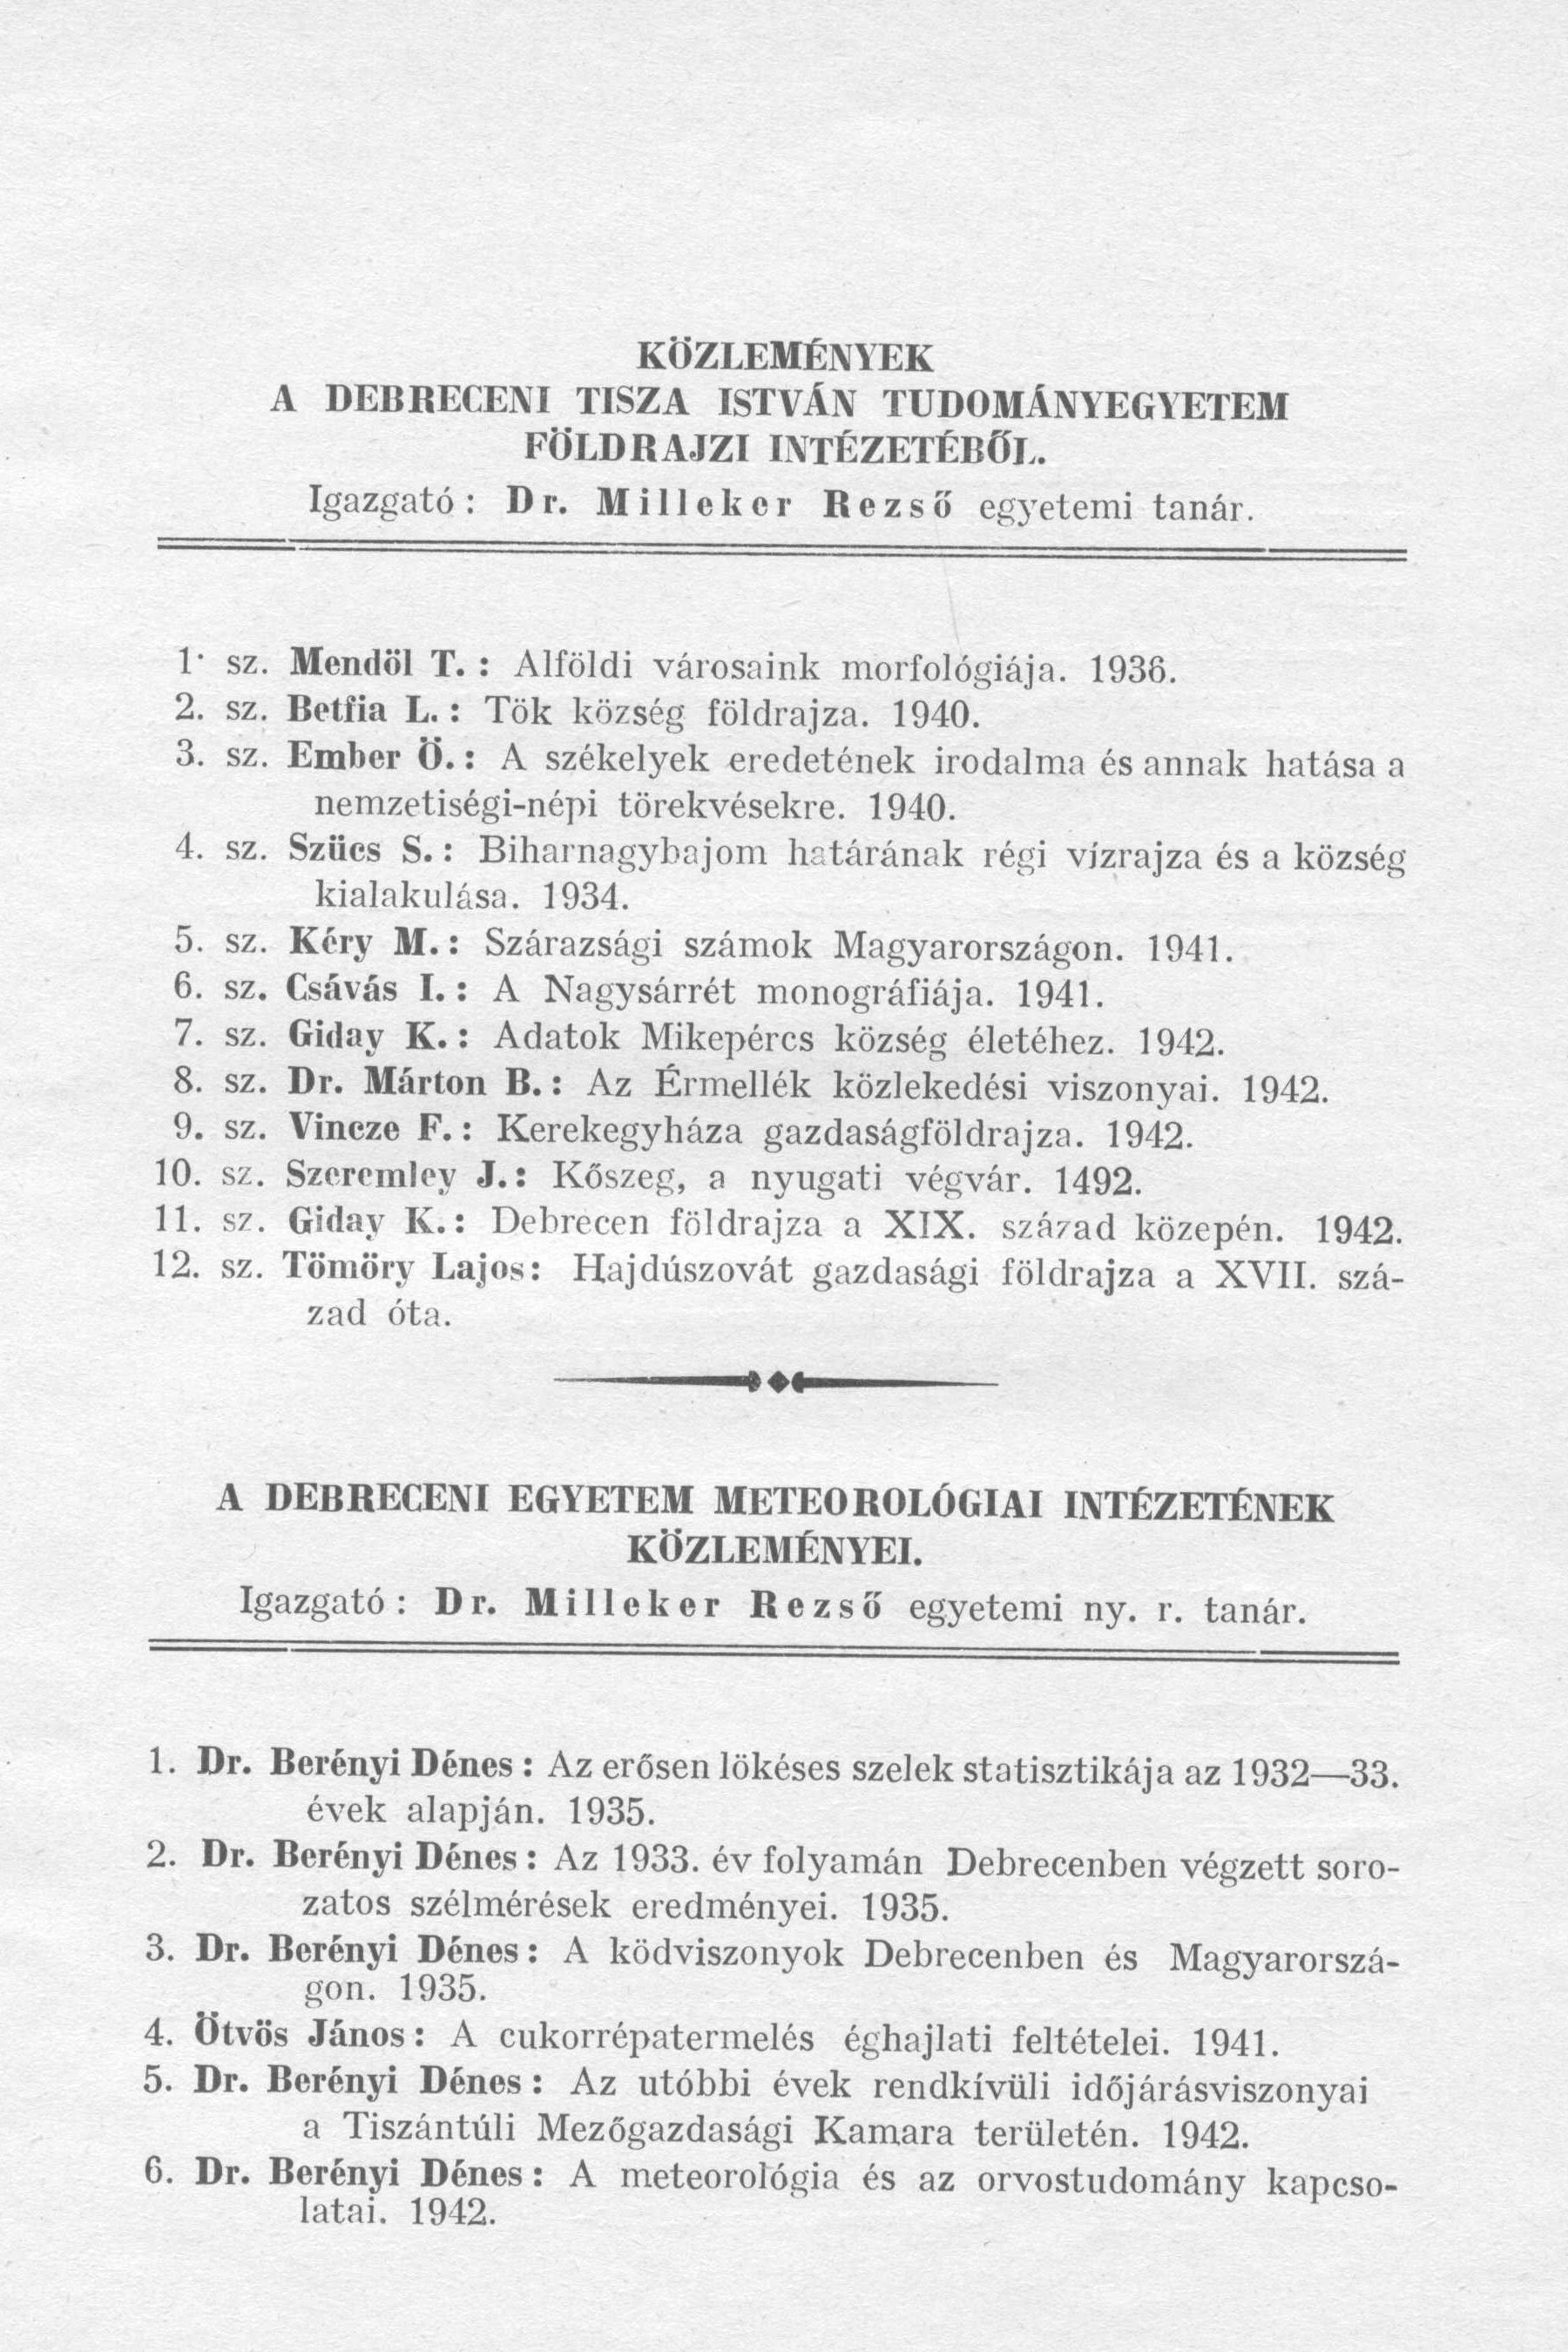 KÖZLEMÉNYEK
A DEBRECENI TISZA ISTVÁN TUDOMÁNYEGYETEM
FÖLDRAJZI INTÉZETÉBŐL.
Igazgató: Dr. Milleker Rezső egyetemi tanár.
1. sz. Mendöl T.: Alföldi városaink morfológiája. 1936.
2. sz. Betfia L.: Tök község földrajza. 1940.
3. sz. Ember Ö.: A székelyek eredetének irodalma és annak hatása a
nemzetiségi-népi törekvésekre. 1940.
4. sz. Szücs S.: Biharnagybajom határának régi vízrajza és a község
kialakulása. 1934.
5. sz. Kéry M.: Szárazsági számok Magyarországon. 1941.
6. sz. Csávás I.: A Nagysárrét monográfiája. 1941.
7. sz. Giday K.: Adatok Mikepércs község életéhez. 1942.
8. sz. Dr. Márton B.: Az Érmellék közlekedési viszonyai. 1942.
9. sz. Vincze F.: Kerekegyháza gazdaságföldrajza. 1942.
10. sz. Szeremley J.: Kőszeg, a nyugati végvár. 1492.
11. sz. Giday K.: Debrecen földrajza a XIX. század közepén. 1942.
12. sz. Tömöry Lajos: Hajdúszovát gazdasági földrajza a XVII. szá-
zad óta.
A DEBRECENI EGYETEM METEOROLÓGIAI INTÉZETÉNEK
KÖZLEMÉNYEI.
Igazgató: Dr. Milleker Rezső egyetemi ny. r. tanár.
1. Dr. Berényi Dénes: Az erősen lökéses szelek statisztikája az 1932—33.
évek alapján. 1935.
2. Dr. Berényi Dénes: Az 1933. év folyamán Debrecenben végzett soro-
zatos szélmérések eredményei. 1935.
3. Dr. Berényi Dénes: A ködviszonyok Debrecenben és Magyarorszá-
gon. 1935.
4. Ötvös János: A cukorrépatermelés éghajlati feltételei. 1941.
5. Dr. Berényi Dénes: Az utóbbi évek rendkívüli időjárásviszonyai
a Tiszántúli Mezőgazdasági Kamara területén. 1942.
6. Dr. Berényi Dénes: A meteorológia és az orvostudomány kapcso-
latai. 1942.